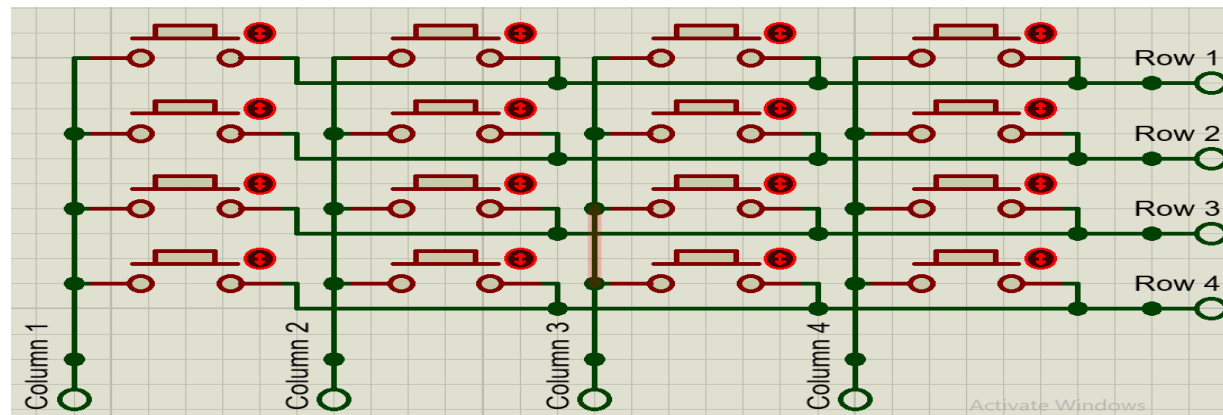 Row 1
Row 2
Row 3
Row 4
Column 1
Column 2
Column 3
Column 4
Activate Windows